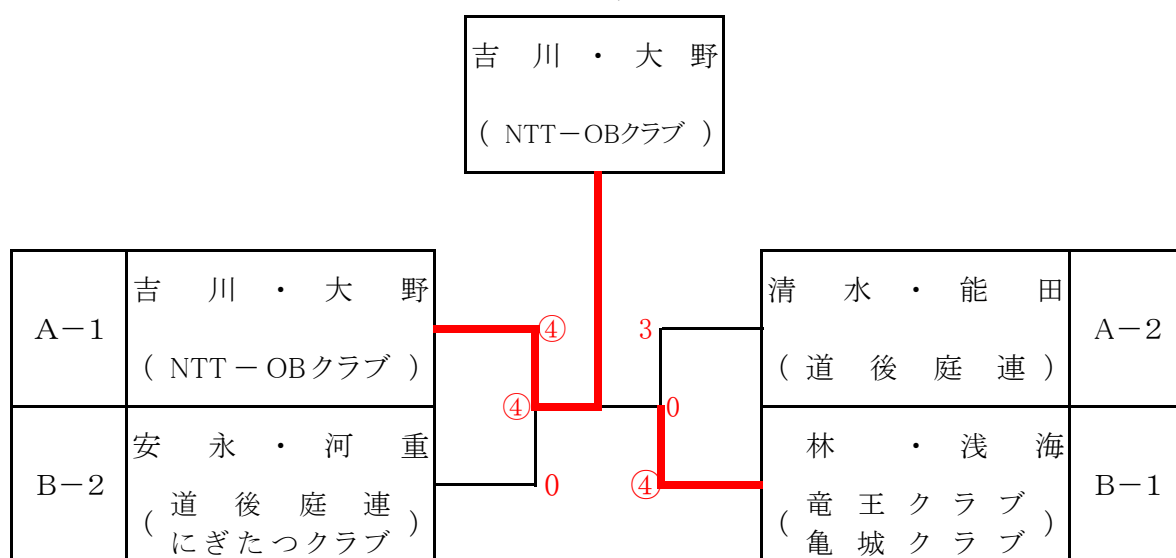 吉川・大野
(NTT－OBクラブ)
A－1
吉川・大野
(NTT－OBクラブ)
④
3
清水・能田
(道後庭連)
A－2
④
0
B－2
安永・河重
(道後庭連
にぎたつクラブ)
0
④
林・浅海
(竜王クラブ
亀城クラブ)
B－1